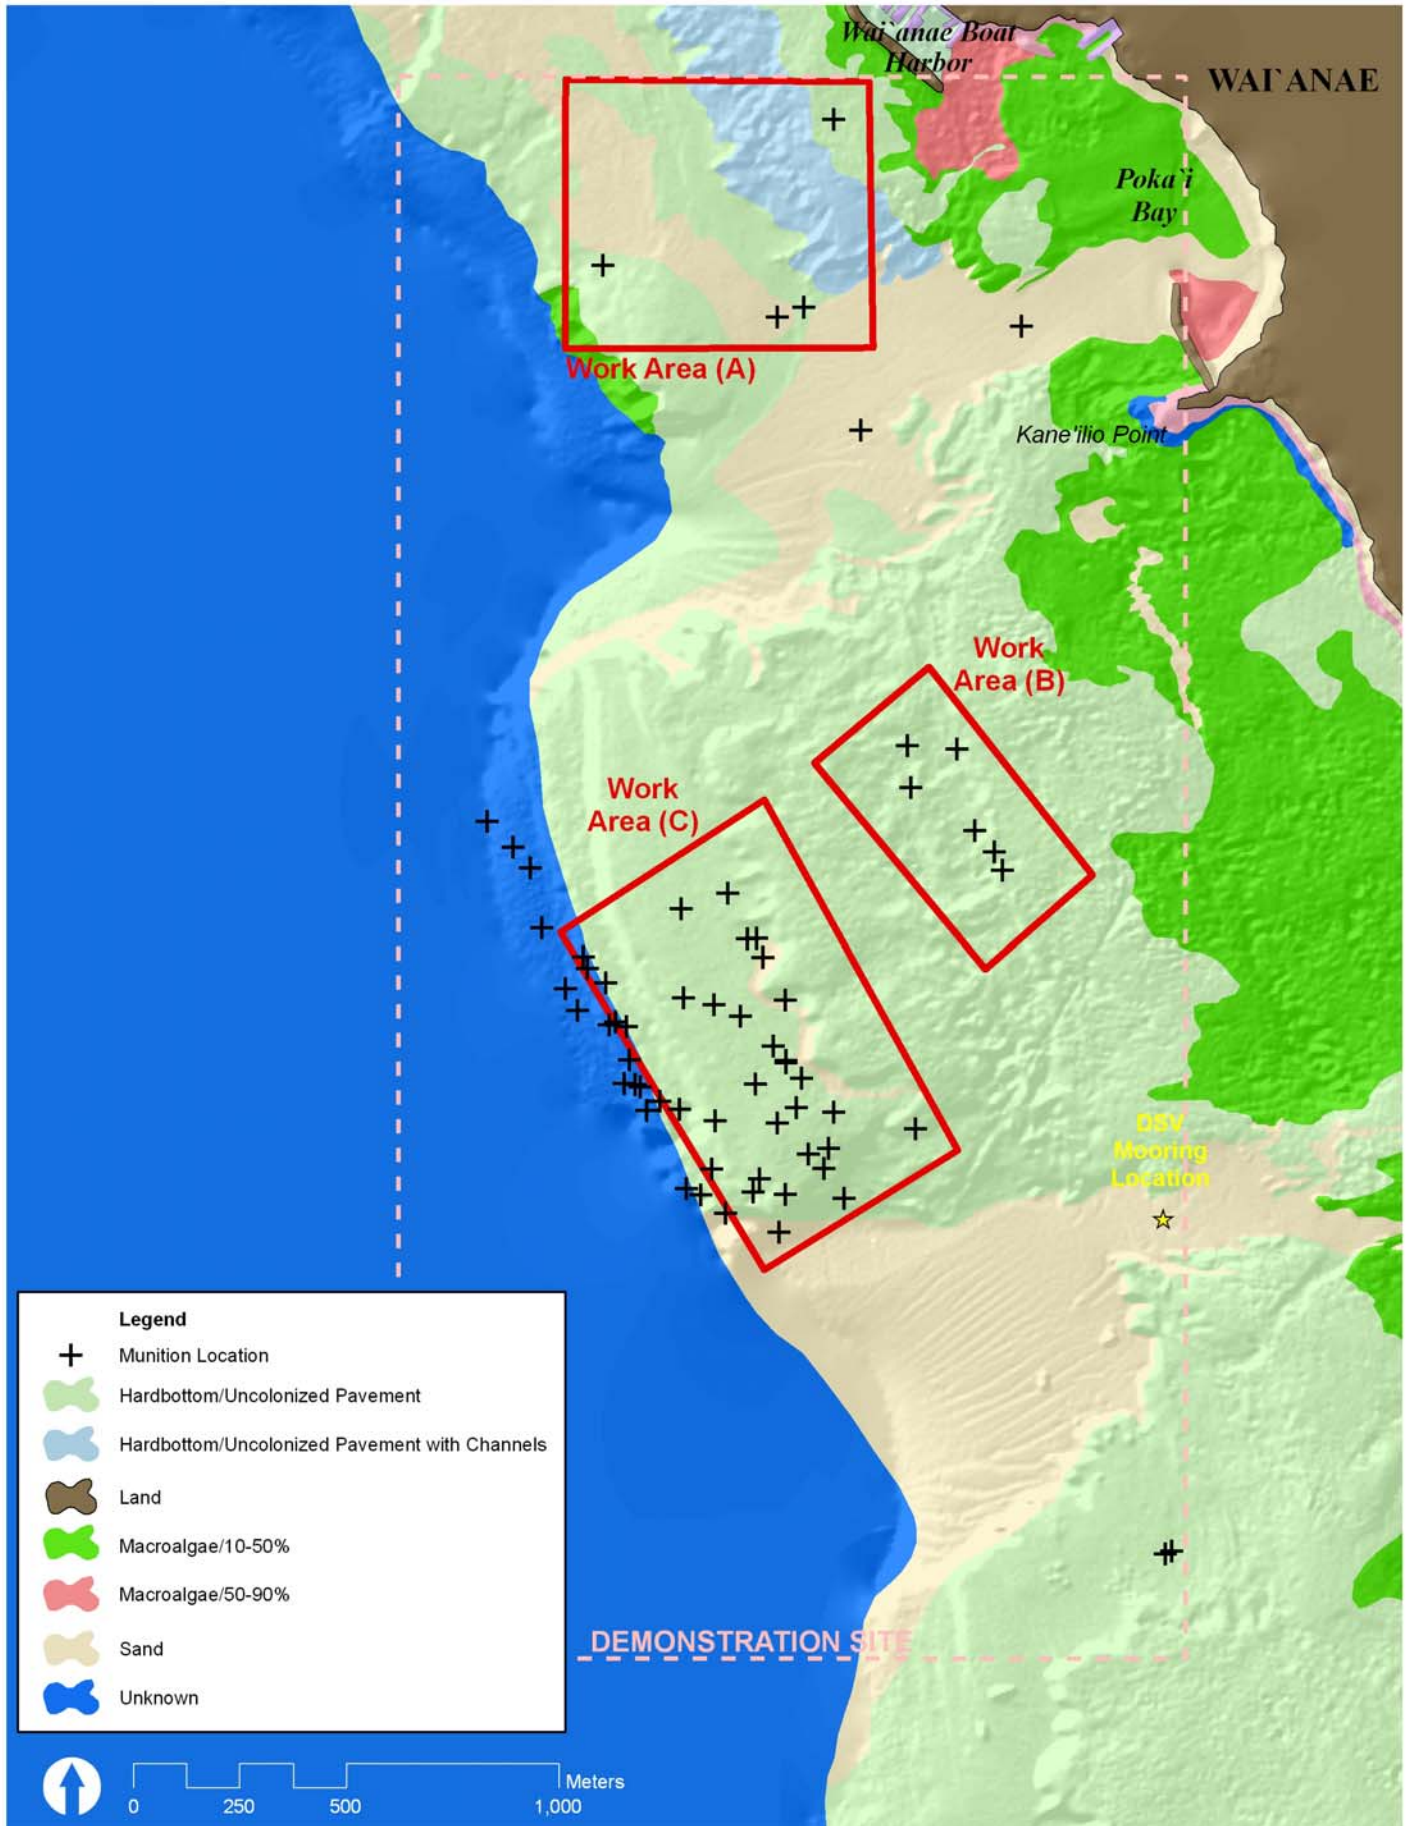 Wai`anae Boat
Harbor
WAI`ANAE
Poka`i
Bay
Work Area (A)
Kane'ilio Point
Work
Area (B)
Work
Area (C)
DSV
Mooring
Location
Legend
Munition Location
Hardbottom/Uncolonized Pavement
Hardbottom/Uncolonized Pavement with Channels
Land
Macroalgae/10-50%
Macroalgae/50-90%
Sand
Unknown
DEMONSTRATION SITE
Meters
0 250 500 1,000